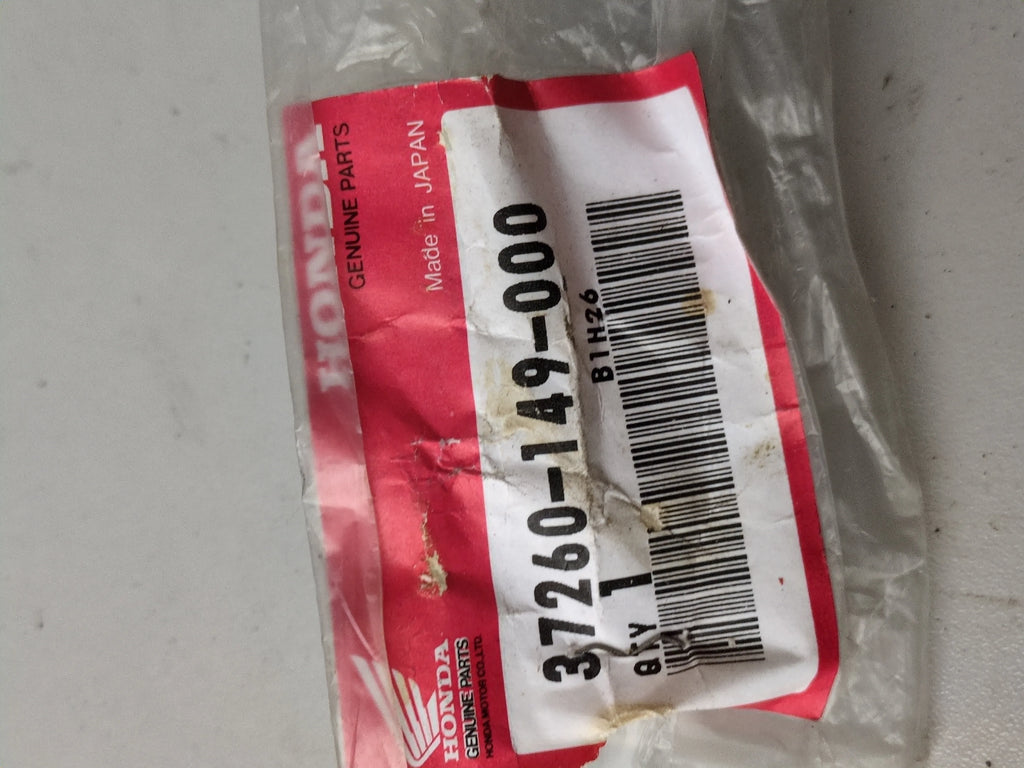 HONDA
GENUINE PARTS
Made in JAPAN
HONDA
GENUINE PARTS
HONDA MOTOR CO.,LTD.
37260-149-000
B1H26
QTY 1